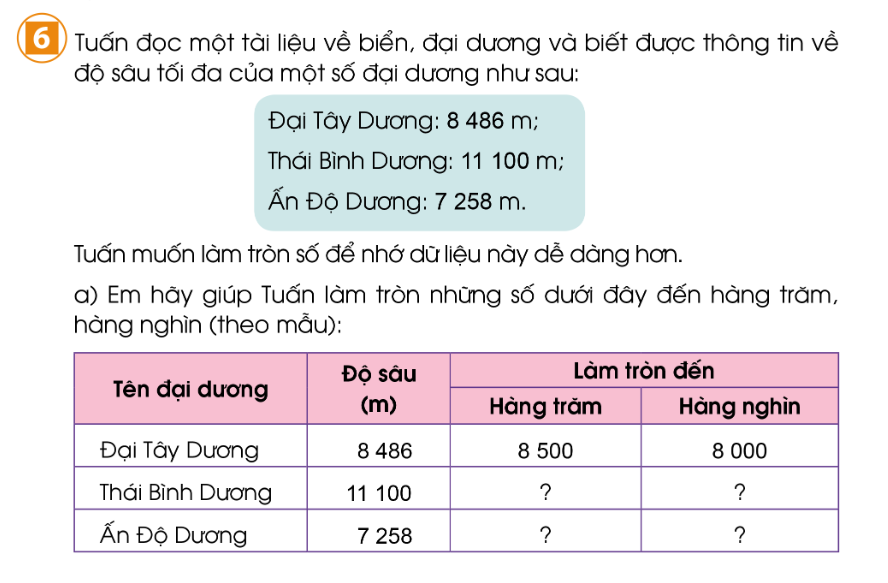 6 Tuấn đọc một tài liệu về biển, đại dương và biết được thông tin về
độ sâu tối đa của một số đại dương như sau:
Đại Tây Dương: 8 486 m;
Thái Bình Dương: 11 100 m;
Ấn Độ Dương: 7 258 m.
Tuấn muốn làm tròn số để nhớ dữ liệu này dễ dàng hơn.
a) Em hãy giúp Tuấn làm tròn những số dưới đây đến hàng trăm,
hàng nghìn (theo mẫu):
Tên đại dương Độ sâu (m) Làm tròn đến
Hàng trăm Hàng nghìn
Đại Tây Dương 8 486 8 500 8 000
Thái Bình Dương 11 100 ? ?
Ấn Độ Dương 7 258 ? ?